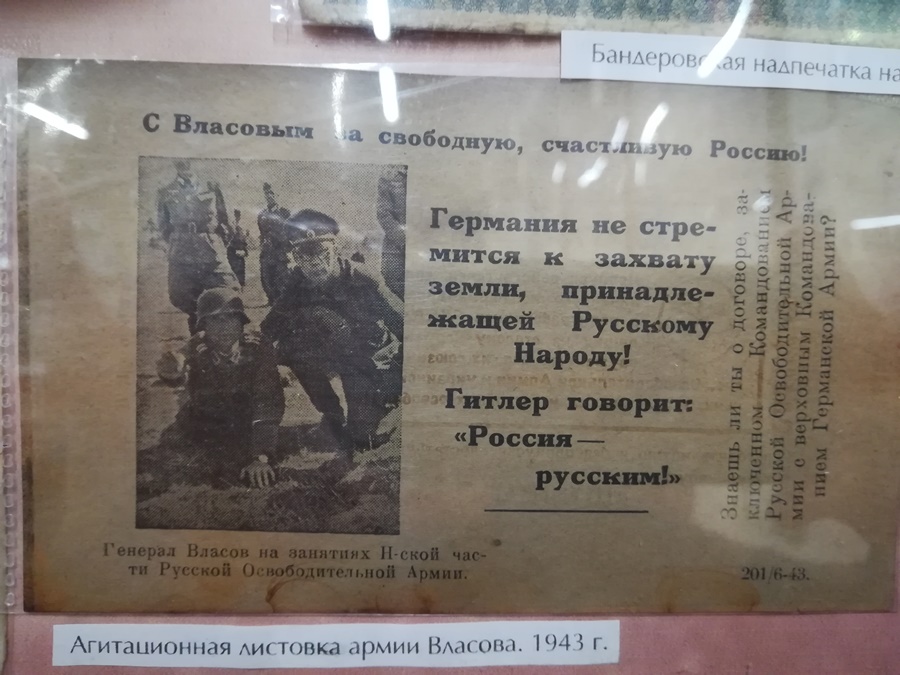 Бандеровская надпечатка на
С Власовым за свободную, счастливую Россию!
Германия не стре-
мится к захвату
земли, принадле-
жащей Русскому
Народу!
Гитлер говорит:
«Россия—
русским!»
Знаешь ли ты о договоре, за-
ключенном Командованием
Русской Освободительной Ар-
мии с верховным Командова-
нием Германской Армии?
Генерал Власов на занятиях Н-ской час-
ти Русской Освободительной Армии.
201/6-43.
Агитационная листовка армии Власова. 1943 г.